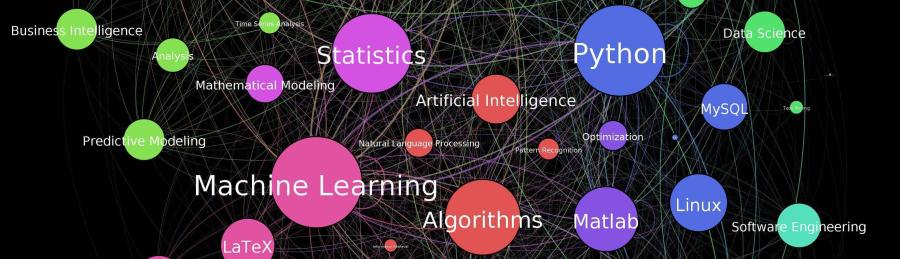 Business Intelligence
Time Series Analysis
Statistics
Python
Data Science
Analysis
Mathematical Modeling
Artificial Intelligence
MySQL
Predictive Modeling
Natural Language Processing
Pattern Recognition
Optimization
Machine Learning
Algorithms
Matlab
Linux
Software Engineering
LaTeX